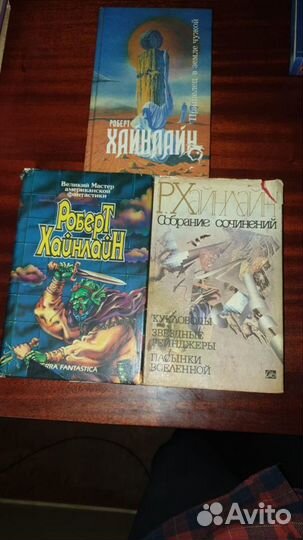 Пришелец в земле чужой
РОБЕРТ
ХАЙНЛАЙН
Великий Мастер
американской
фантастики
Роберт
Хайнлайн
TERRA FANTASTICA
Р.Хайнлайн
Собрание сочинений
КУКЛОВОДЫ
ЗВЕЗДНЫЕ
РЕЙНДЖЕРЫ
ПАСЫНКИ
ВСЕЛЕННОЙ
Avito